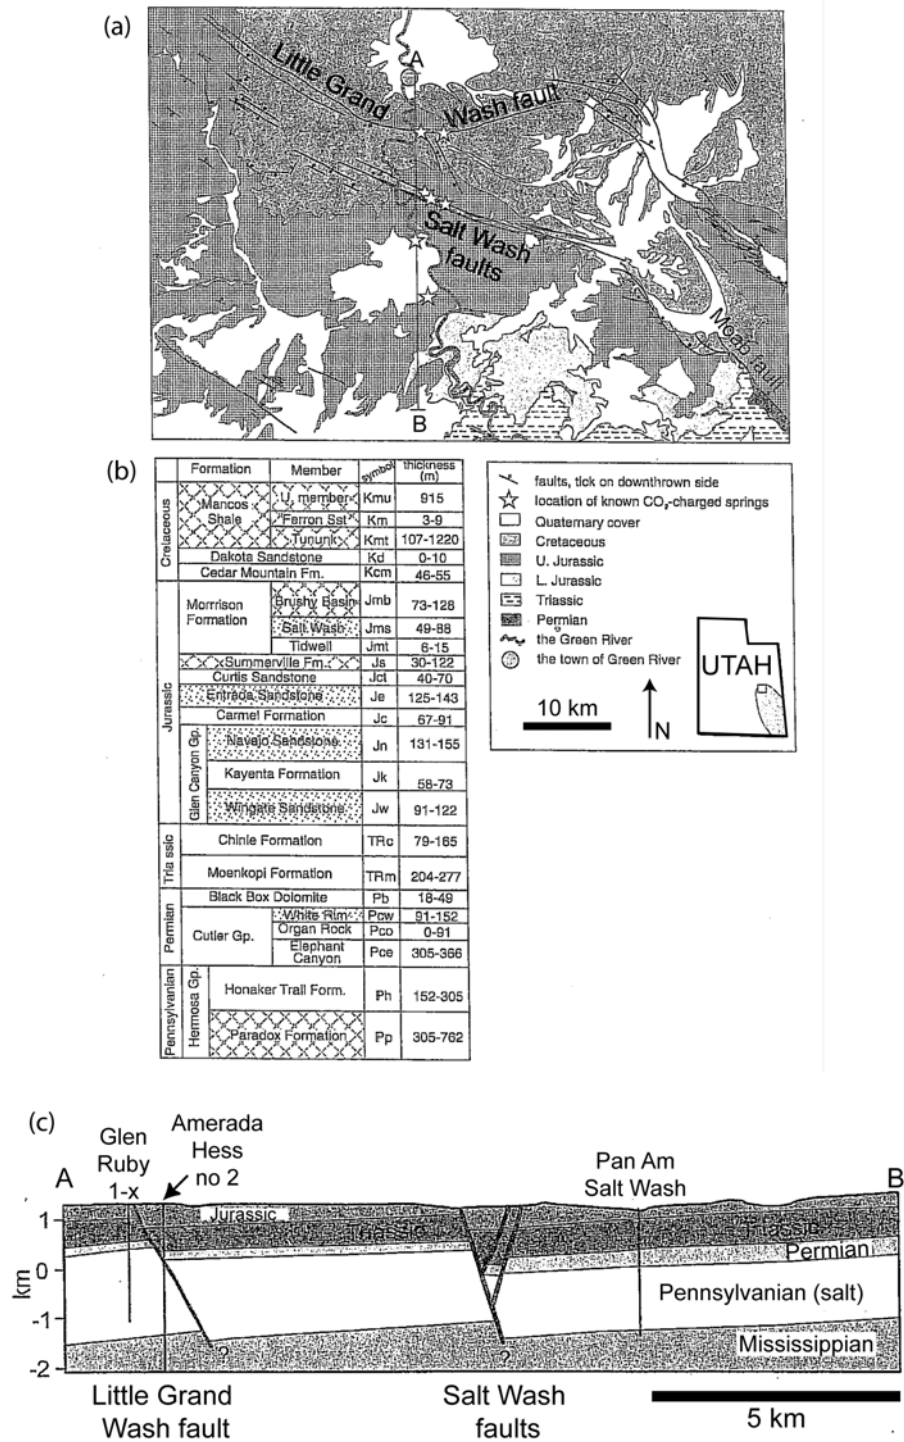 (a)
A
Little Grand
Wash fault
Salt Wash
faults
Moab fault
B
(b)
Formation Member symbol thickness (m)
Cretaceous
Mancos Shale
U. member Kmu 915
Ferron Sst Km 3-9
Tununk Kmt 107-1220
Dakota Sandstone Kd 0-10
Cedar Mountain Fm. Kcm 46-55
Jurassic
Morrison Formation
Brushy Basin Jmb 73-128
Salt Wash Jms 49-88
Tidwell Jmt 6-15
Summerville Fm. Js 30-122
Curtis Sandstone Jct 40-70
Entrada Sandstone Je 125-143
Carmel Formation Jc 67-91
Glen Canyon Gp.
Navajo Sandstone Jn 131-155
Kayenta Formation Jk 58-73
Wingate Sandstone Jw 91-122
Triassic
Chinle Formation TRc 79-165
Moenkopi Formation TRm 204-277
Permian
Black Box Dolomite Pb 18-49
Cutler Gp.
White Rim Pcw 91-152
Organ Rock Pco 0-91
Elephant Canyon Pce 305-366
Pennsylvanian
Hermosa Gp.
Honaker Trail Form. Ph 152-305
Paradox Formation Pp 305-762
faults, tick on downthrown side
location of known CO₂-charged springs
Quaternary cover
Cretaceous
U. Jurassic
L. Jurassic
Triassic
Permian
the Green River
the town of Green River
UTAH
10 km
N
(c)
A
Glen
Ruby
1-x
Amerada
Hess
no 2
Pan Am
Salt Wash
B
Jurassic
Triassic
Triassic
Permian
Pennsylvanian (salt)
Mississippian
km
1
0
-1
-2
?
?
Little Grand
Wash fault
Salt Wash
faults
5 km